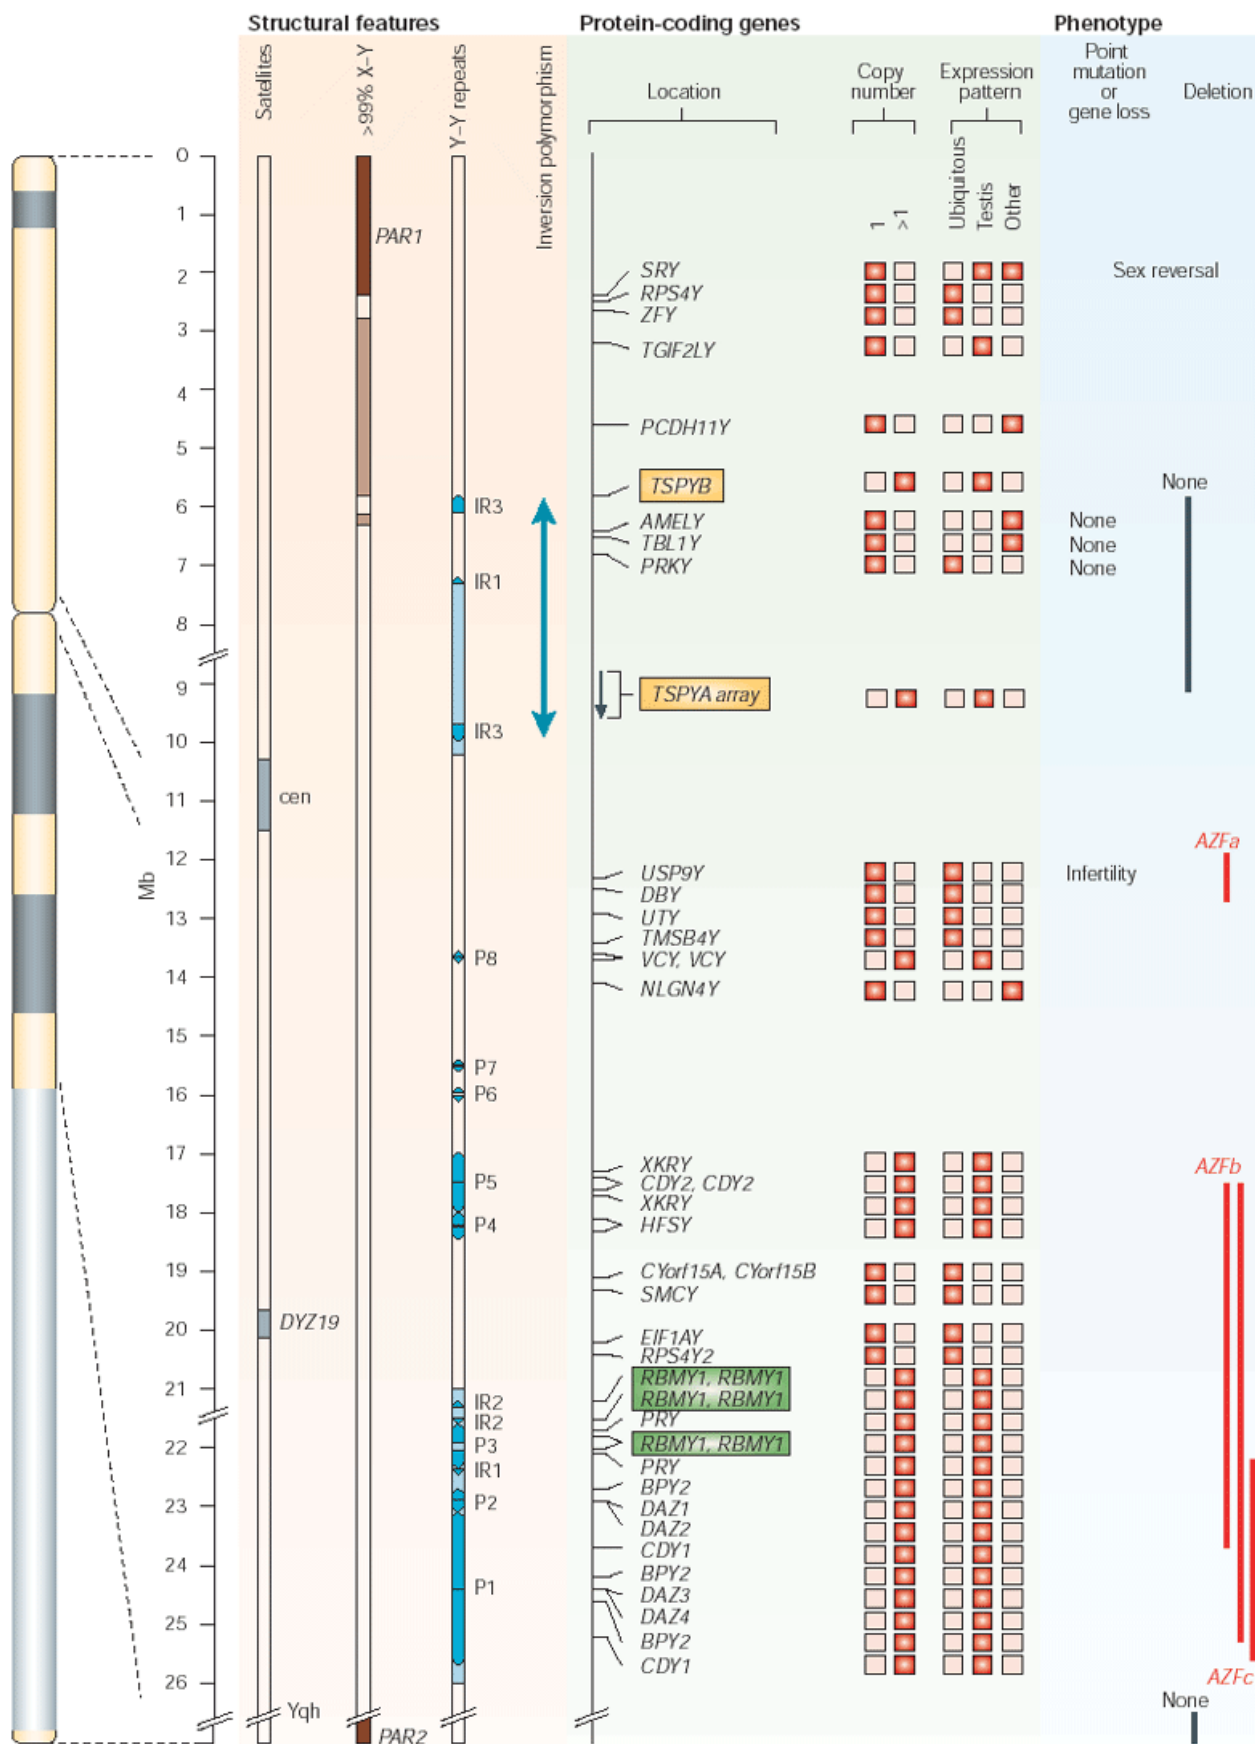 Structural features
Protein-coding genes
Phenotype
Satellites
>99% X–Y
Y–Y repeats
Inversion polymorphism
Location
Copy
number
Expression
pattern
Point
mutation
or
gene loss
Deletion
1
>1
Ubiquitous
Testis
Other
Mb
0
1
2
3
4
5
6
7
8
9
10
11
12
13
14
15
16
17
18
19
20
21
22
23
24
25
26
cen
DYZ19
Yqh
PAR1
PAR2
IR3
IR1
IR3
P8
P7
P6
P5
P4
IR2
IR2
P3
IR1
P2
P1
SRY
RPS4Y
ZFY
TGIF2LY
PCDH11Y
TSPYB
AMELY
TBL1Y
PRKY
TSPYA array
USP9Y
DBY
UTY
TMSB4Y
VCY, VCY
NLGN4Y
XKRY
CDY2, CDY2
XKRY
HFSY
CYorf15A, CYorf15B
SMCY
EIF1AY
RPS4Y2
RBMY1, RBMY1
RBMY1, RBMY1
PRY
RBMY1, RBMY1
PRY
BPY2
DAZ1
DAZ2
CDY1
BPY2
DAZ3
DAZ4
BPY2
CDY1
Sex reversal
None
None
None
None
Infertility
AZFa
AZFb
AZFc
None